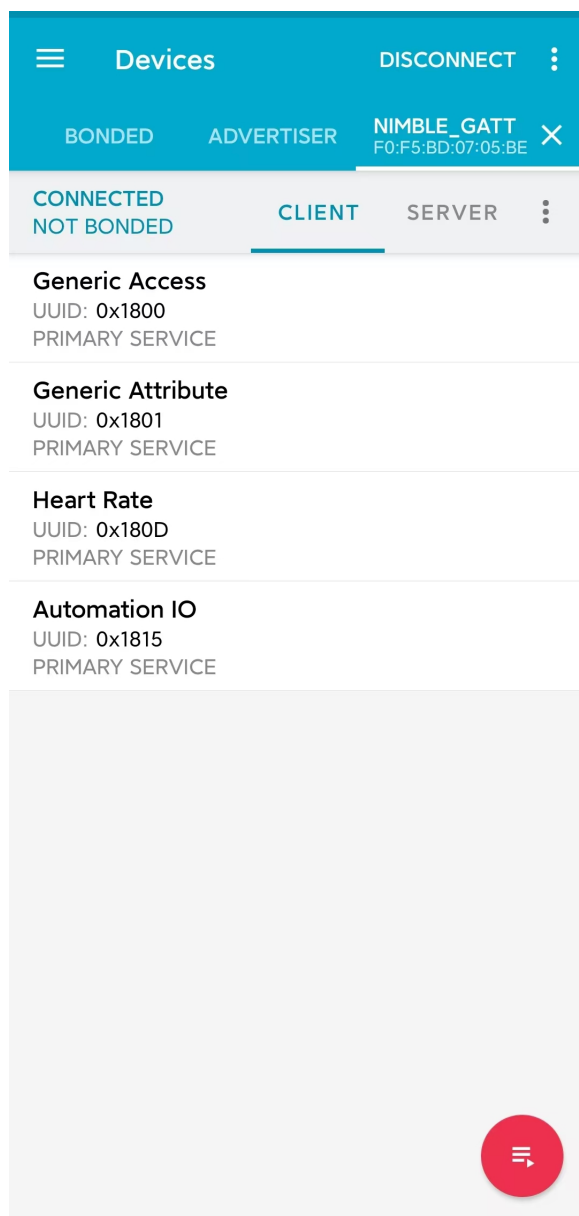 Devices
DISCONNECT
BONDED
ADVERTISER
NIMBLE_GATT
F0:F5:BD:07:05:BE
CONNECTED
NOT BONDED
CLIENT
SERVER
Generic Access
UUID: 0x1800
PRIMARY SERVICE
Generic Attribute
UUID: 0x1801
PRIMARY SERVICE
Heart Rate
UUID: 0x180D
PRIMARY SERVICE
Automation IO
UUID: 0x1815
PRIMARY SERVICE